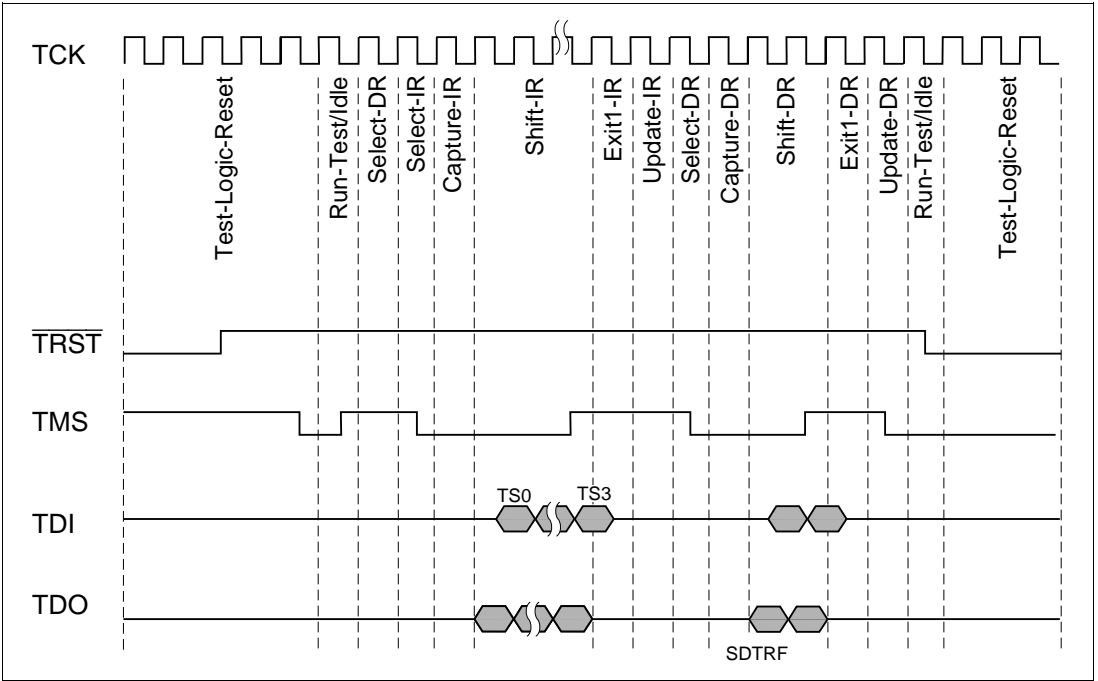 TCK
Test-Logic-Reset
Run-Test/Idle
Select-DR
Select-IR
Capture-IR
Shift-IR
Exit1-IR
Update-IR
Select-DR
Capture-DR
Shift-DR
Exit1-DR
Update-DR
Run-Test/Idle
Test-Logic-Reset
TRST
TMS
TDI
TS0
TS3
TDO
SDTRF